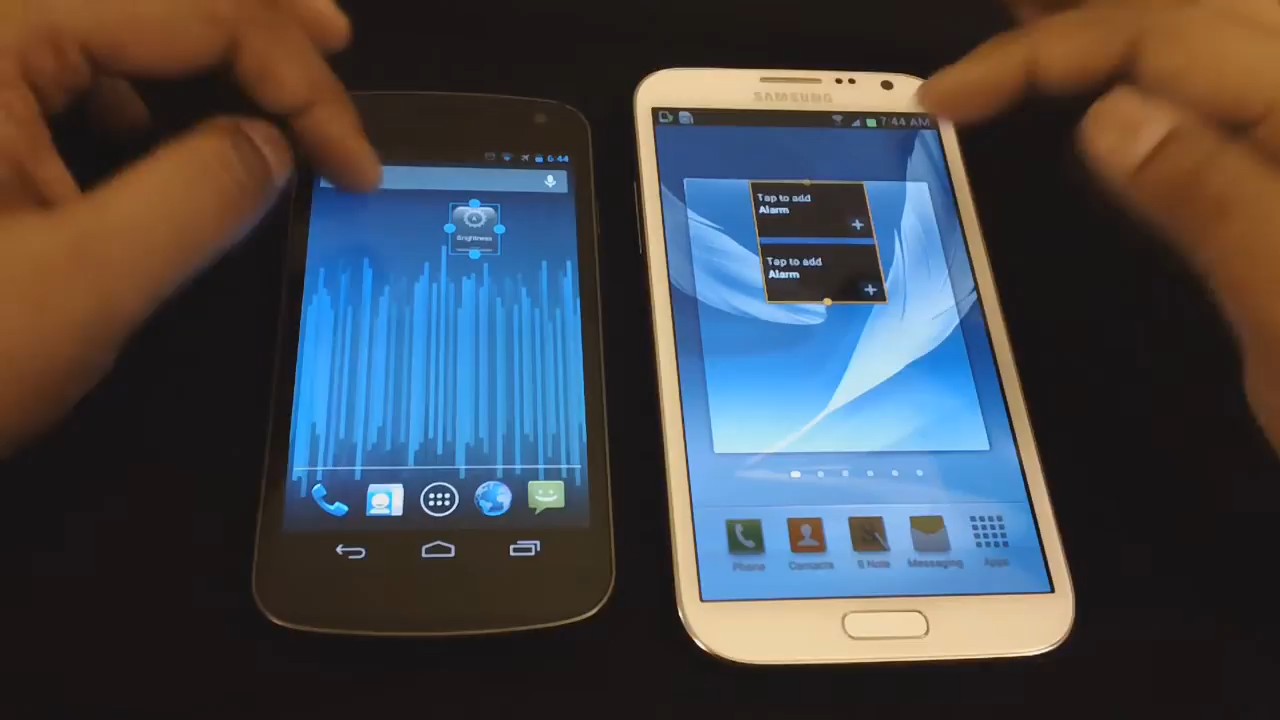 6:44
Brightness
SAMSUNG
7:44 AM
Tap to add
Alarm
Tap to add
Alarm
Phone
Contacts
S Note
Messaging
Apps